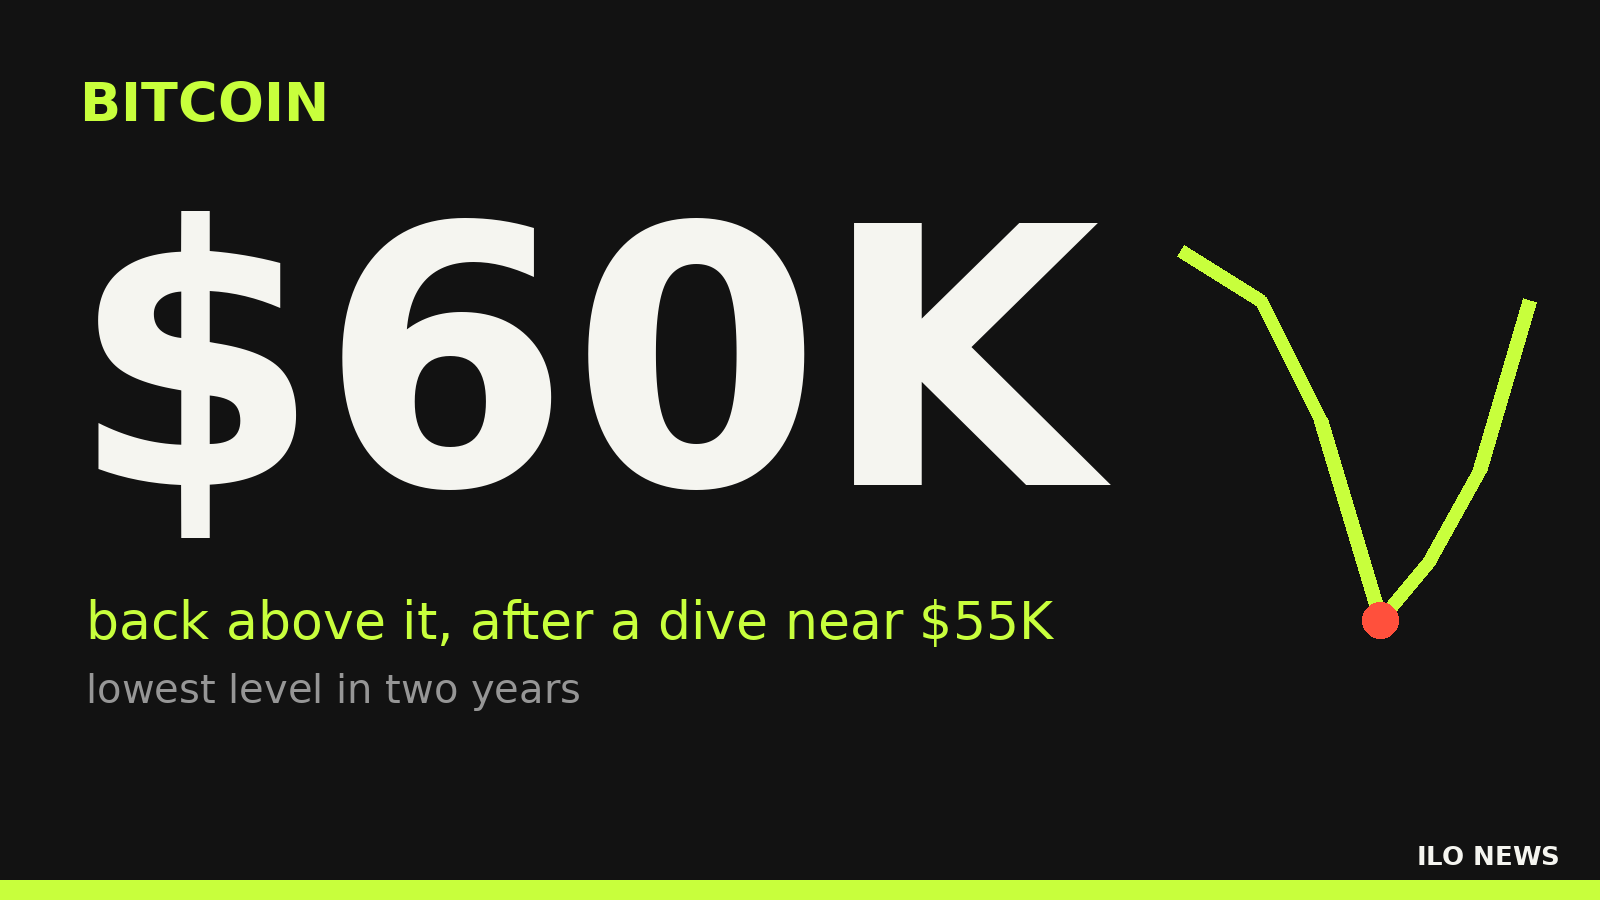 BITCOIN
$60K
back above it, after a dive near $55K
lowest level in two years
ILO NEWS